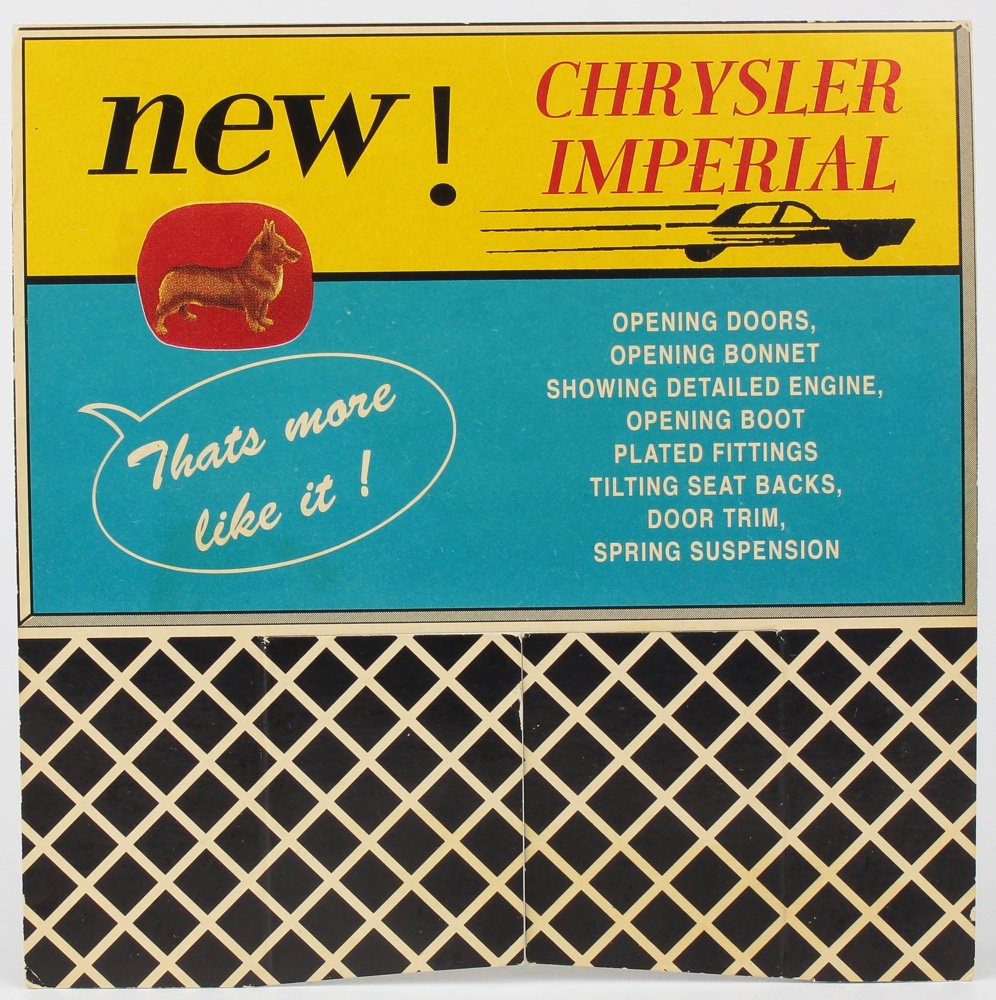 new!
CHRYSLER
IMPERIAL
Thats more
like it !
OPENING DOORS,
OPENING BONNET
SHOWING DETAILED ENGINE,
OPENING BOOT
PLATED FITTINGS
TILTING SEAT BACKS,
DOOR TRIM,
SPRING SUSPENSION